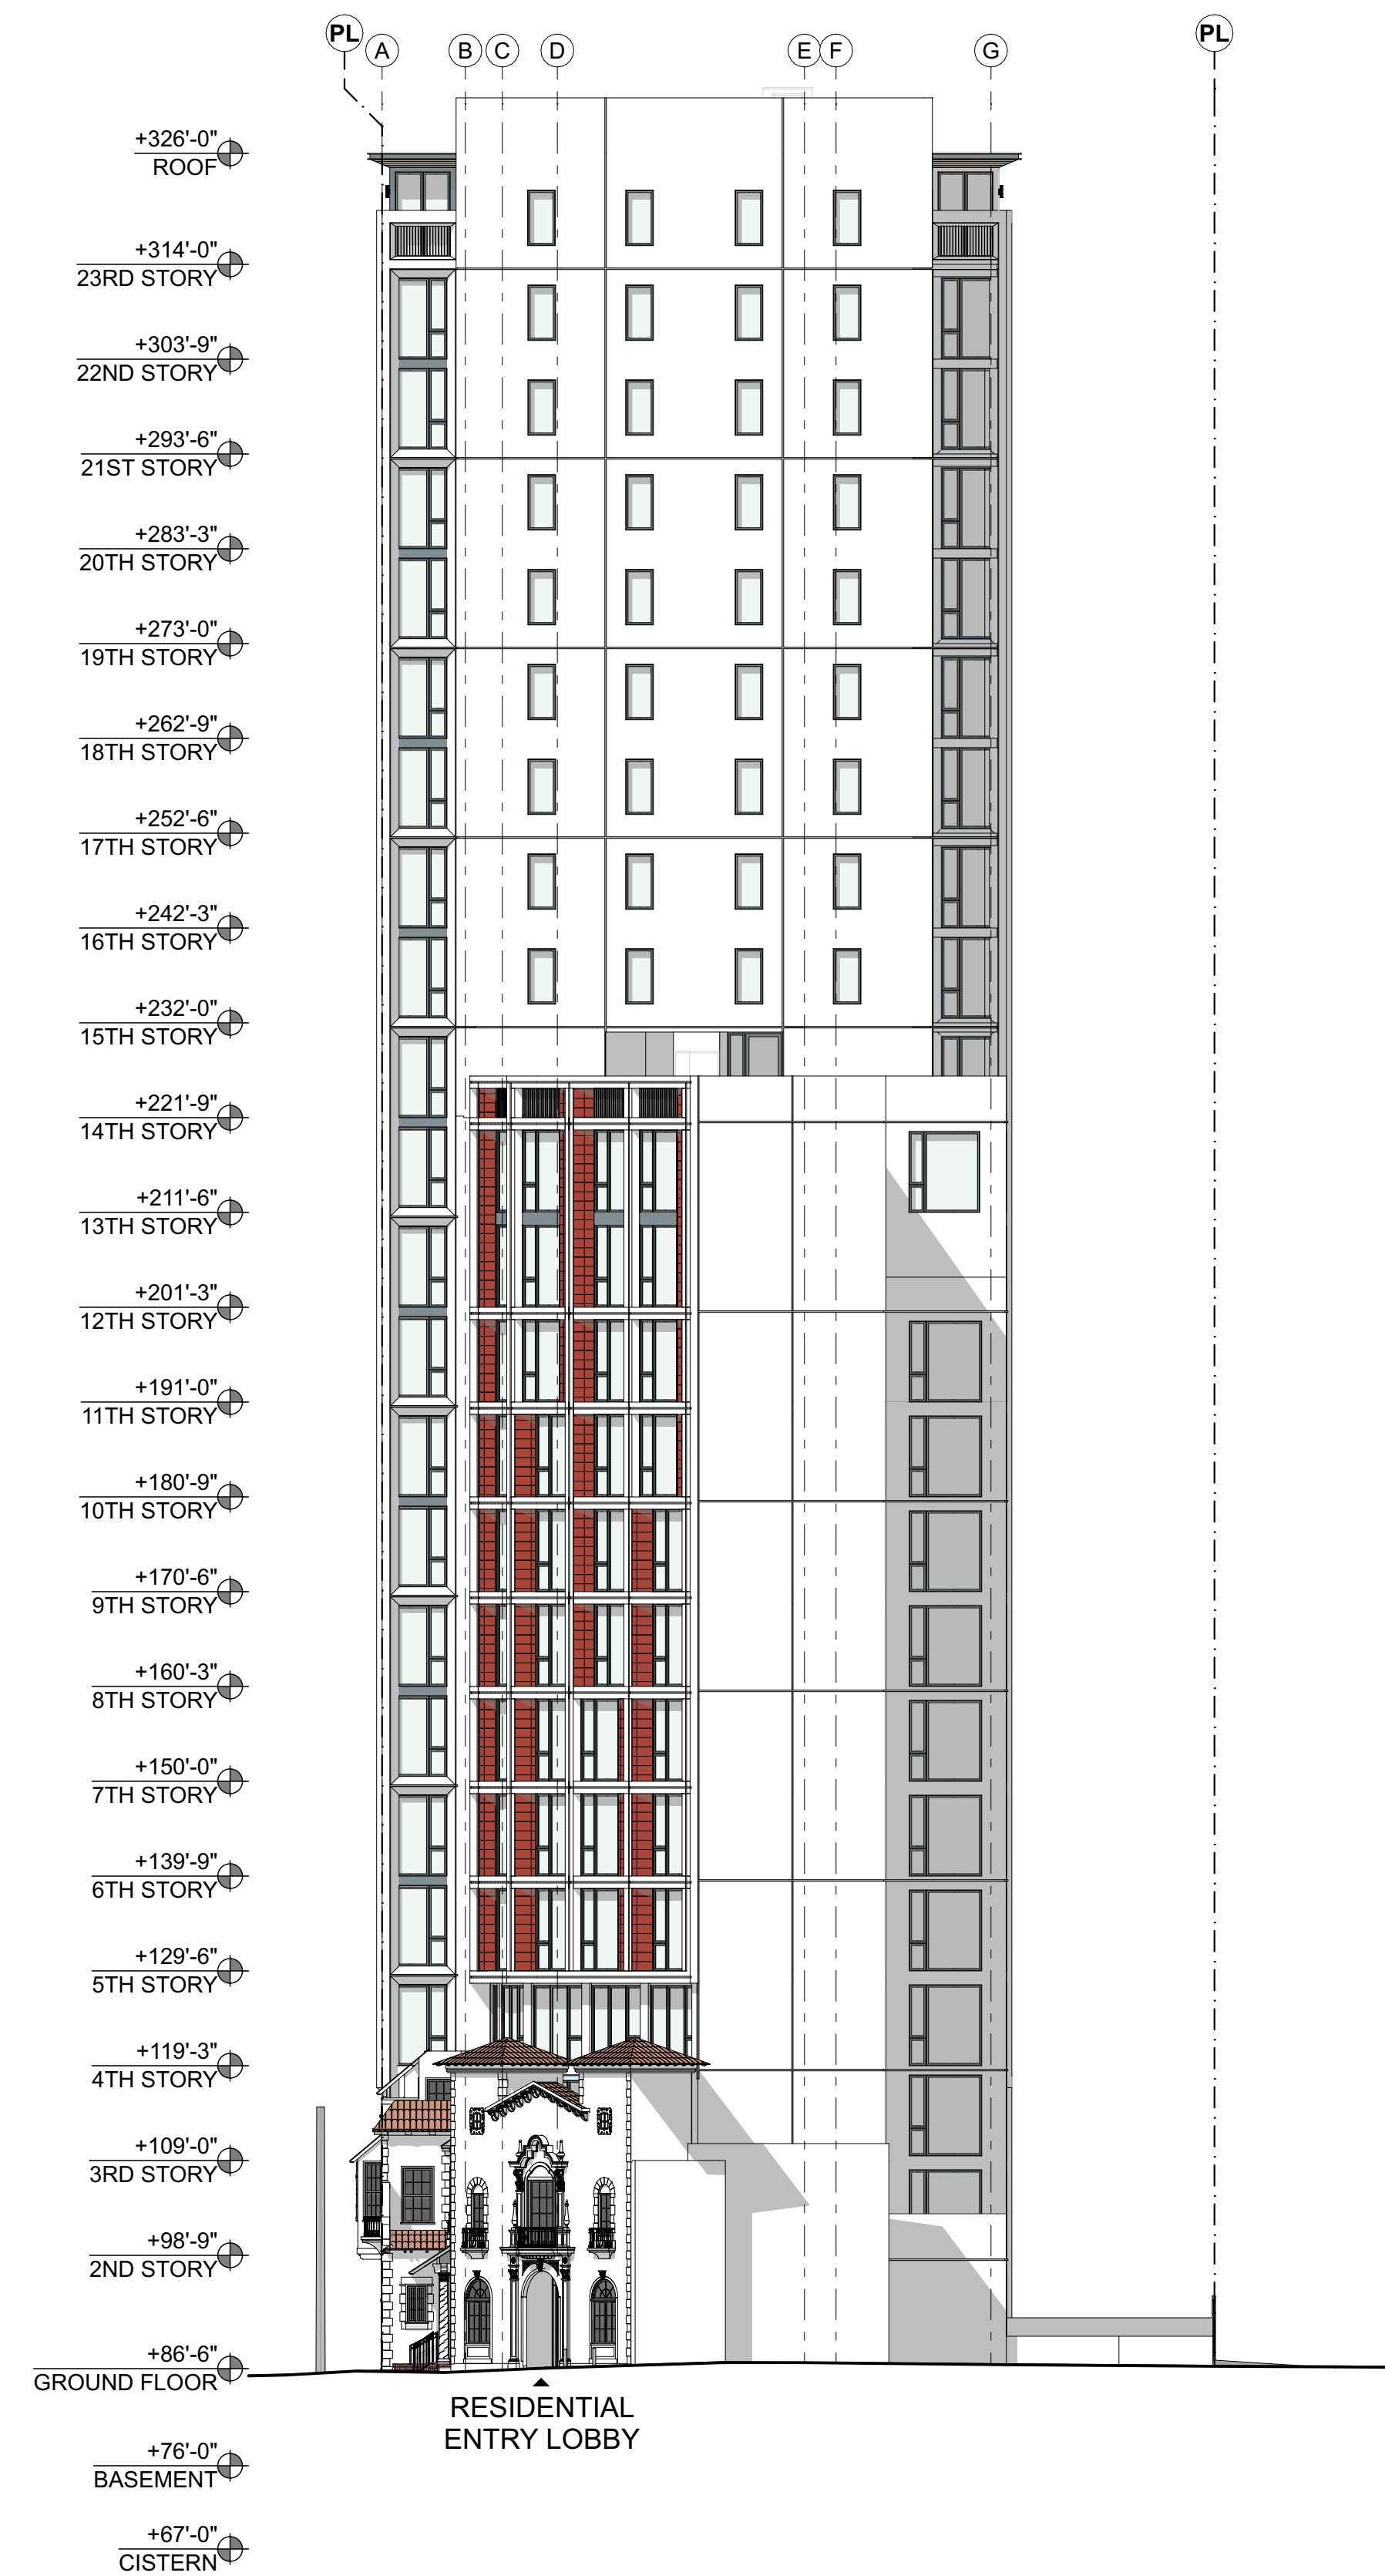 PL A B C D E F G PL
+326'-0"
ROOF
+314'-0"
23RD STORY
+303'-9"
22ND STORY
+293'-6"
21ST STORY
+283'-3"
20TH STORY
+273'-0"
19TH STORY
+262'-9"
18TH STORY
+252'-6"
17TH STORY
+242'-3"
16TH STORY
+232'-0"
15TH STORY
+221'-9"
14TH STORY
+211'-6"
13TH STORY
+201'-3"
12TH STORY
+191'-0"
11TH STORY
+180'-9"
10TH STORY
+170'-6"
9TH STORY
+160'-3"
8TH STORY
+150'-0"
7TH STORY
+139'-9"
6TH STORY
+129'-6"
5TH STORY
+119'-3"
4TH STORY
+109'-0"
3RD STORY
+98'-9"
2ND STORY
+86'-6"
GROUND FLOOR
RESIDENTIAL
ENTRY LOBBY
+76'-0"
BASEMENT
+67'-0"
CISTERN